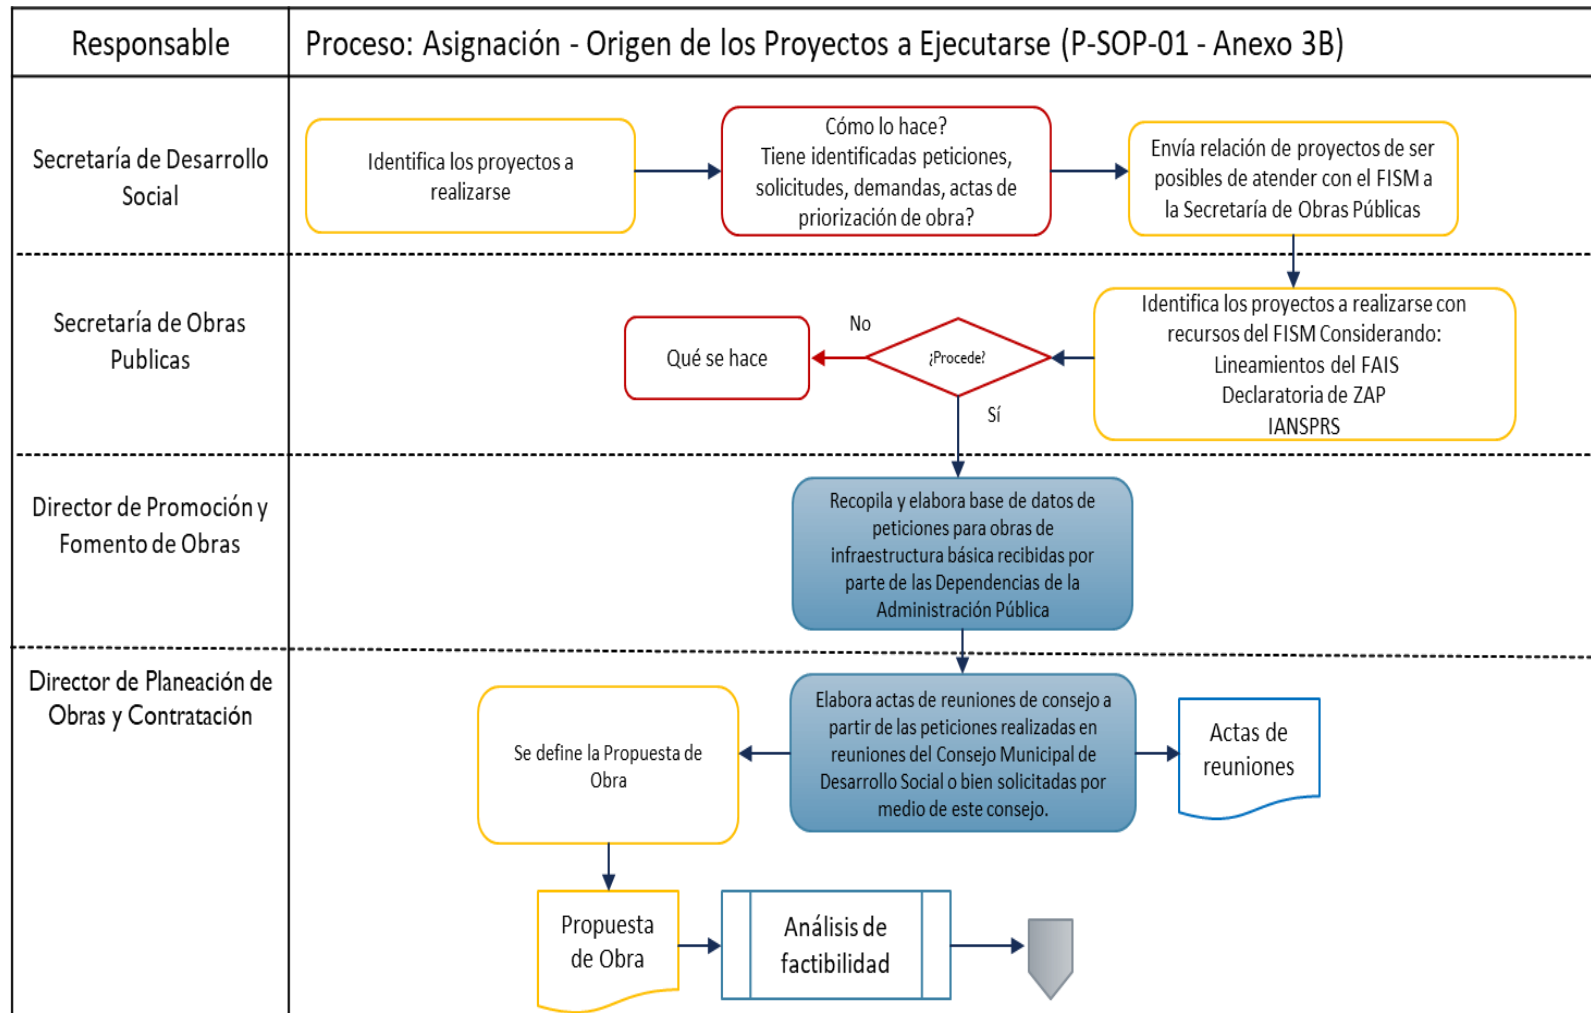 Responsable
Proceso: Asignación - Origen de los Proyectos a Ejecutarse (P-SOP-01 - Anexo 3B)
Secretaría de Desarrollo
Social
Identifica los proyectos a
realizarse
Cómo lo hace?
Tiene identificadas peticiones,
solicitudes, demandas, actas de
priorización de obra?
Envía relación de proyectos de ser
posibles de atender con el FISM a
la Secretaría de Obras Públicas
Secretaría de Obras
Publicas
Identifica los proyectos a realizarse con
recursos del FISM Considerando:
Lineamientos del FAIS
Declaratoria de ZAP
IANSPRS
¿Procede?
No
Qué se hace
Sí
Director de Promoción y
Fomento de Obras
Recopila y elabora base de datos de
peticiones para obras de
infraestructura básica recibidas por
parte de las Dependencias de la
Administración Pública
Director de Planeación de
Obras y Contratación
Elabora actas de reuniones de consejo a
partir de las peticiones realizadas en
reuniones del Consejo Municipal de
Desarrollo Social o bien solicitadas por
medio de este consejo.
Actas de
reuniones
Se define la Propuesta de
Obra
Propuesta
de Obra
Análisis de
factibilidad